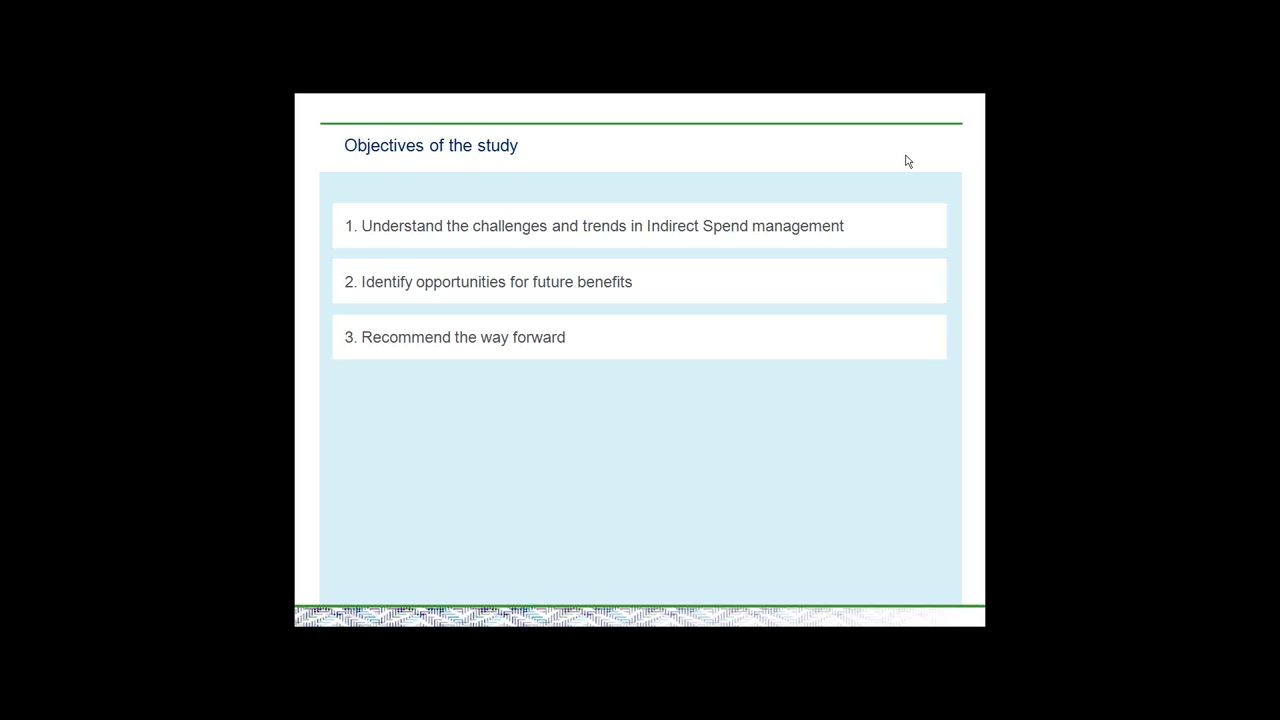 Objectives of the study
1. Understand the challenges and trends in Indirect Spend management
2. Identify opportunities for future benefits
3. Recommend the way forward